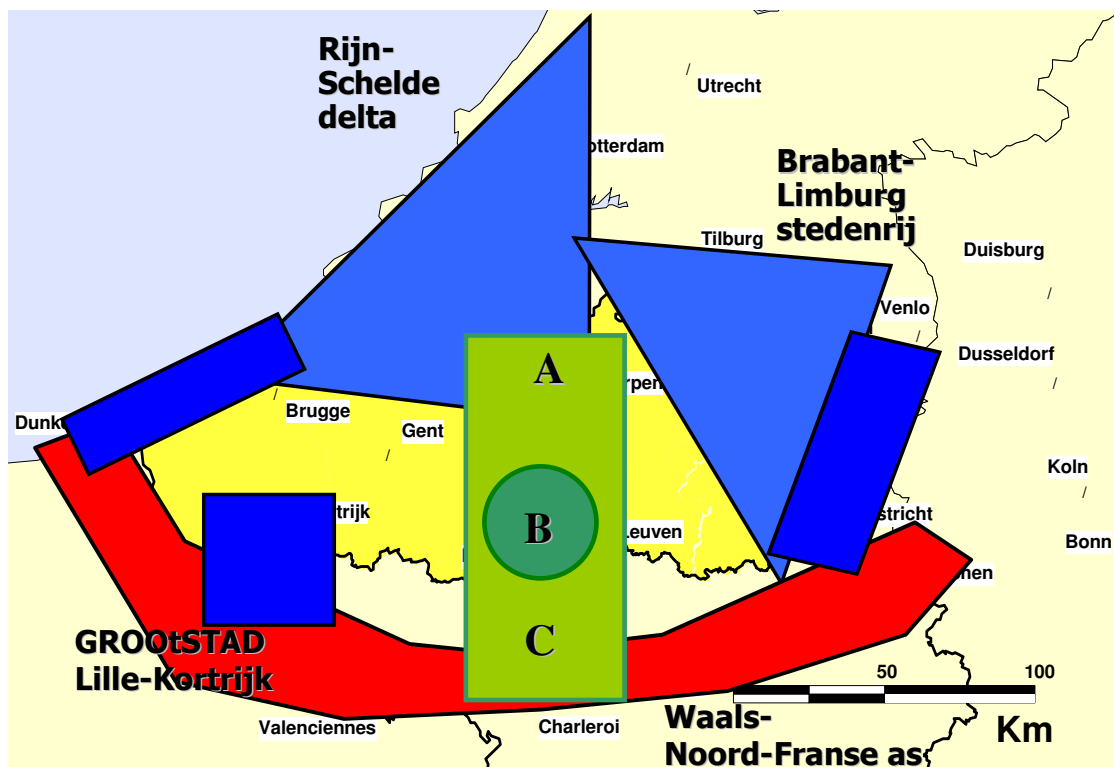 Rijn-
Schelde
delta
Utrecht
otterdam
Brabant-
Limburg
stedenrij
Tilburg
Duisburg
Venlo
Dusseldorf
A
rpen
Dunk
Brugge
Gent
Koln
trijk
B
Leuven
stricht
Bonn
nen
C
GROOtSTAD
Lille-Kortrijk
50
100
Km
Valenciennes
Charleroi
Waals-
Noord-Franse as